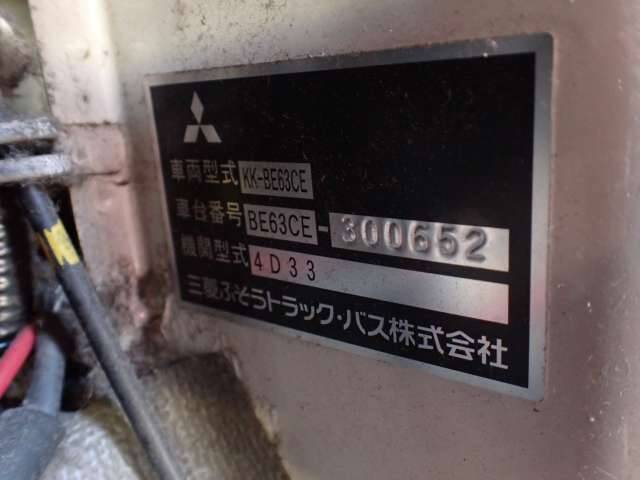 車両型式 KK-BE63CE
車台番号 BE63CE-300652
機関型式 4D33
三菱ふそうトラック・バス株式会社